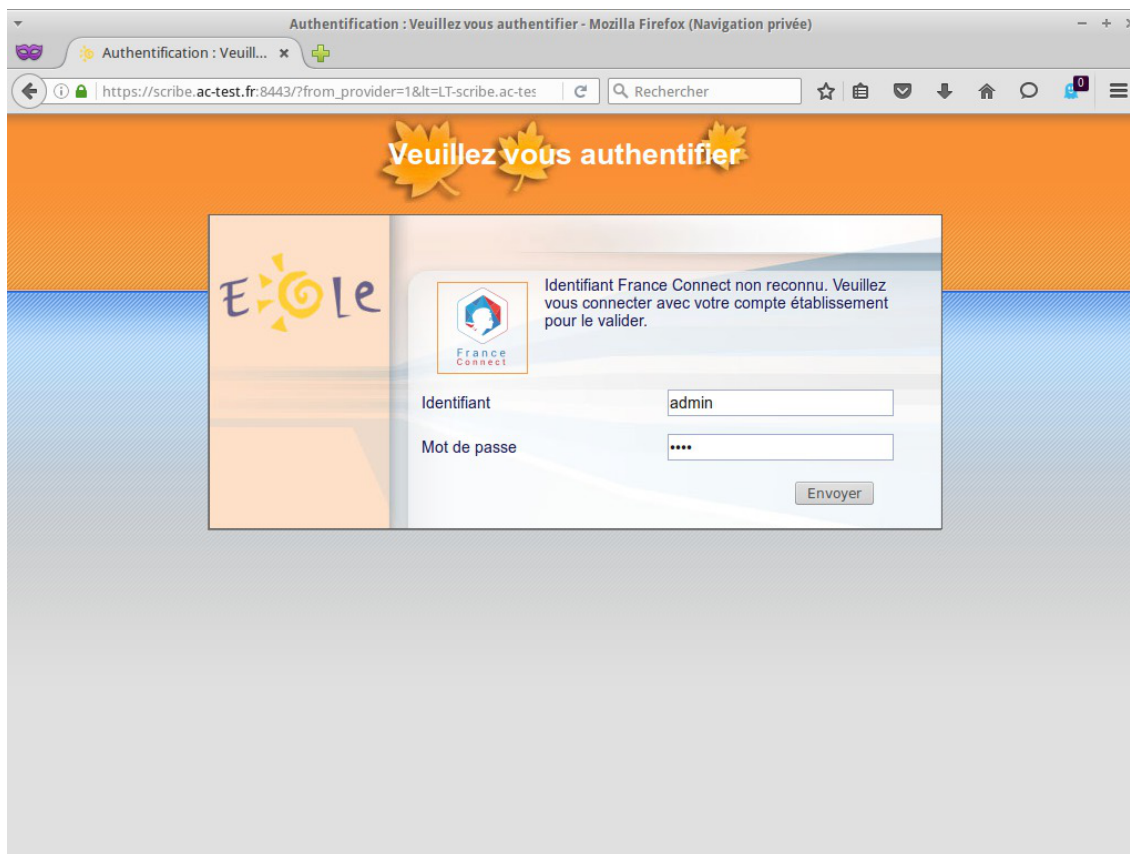 Authentification : Veuillez vous authentifier - Mozilla Firefox (Navigation privée)
Authentification : Veuill...
https://scribe.ac-test.fr:8443/?from_provider=1&lt=LT-scribe.ac-tes
Rechercher
0
Veuillez vous authentifier
Eole
France
Connect
Identifiant France Connect non reconnu. Veuillez
vous connecter avec votre compte établissement
pour le valider.
Identifiant
admin
Mot de passe
••••
Envoyer